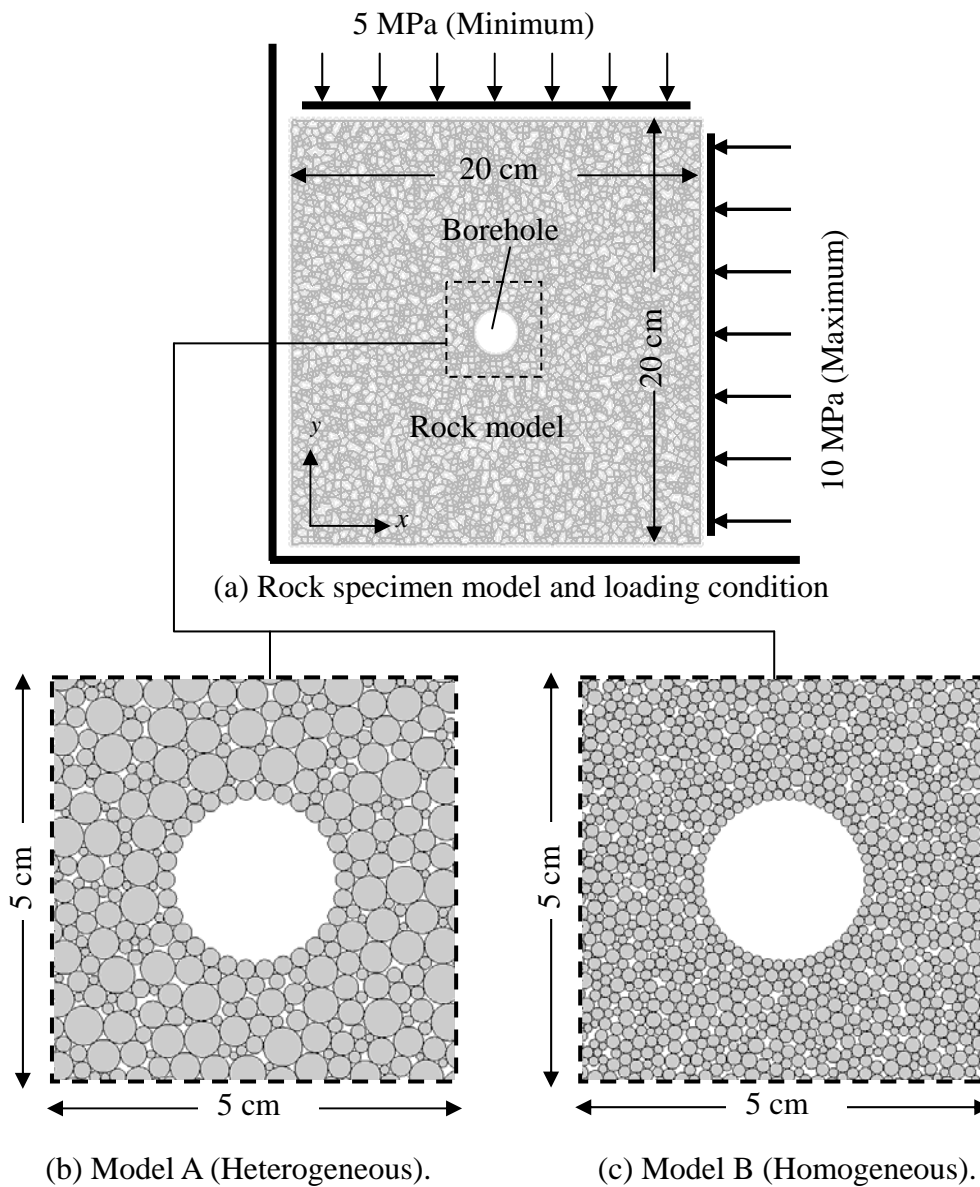 5 MPa (Minimum)
20 cm
Borehole
20 cm
10 MPa (Maximum)
Rock model
y
x
(a) Rock specimen model and loading condition
5 cm
5 cm
5 cm
5 cm
(b) Model A (Heterogeneous).
(c) Model B (Homogeneous).